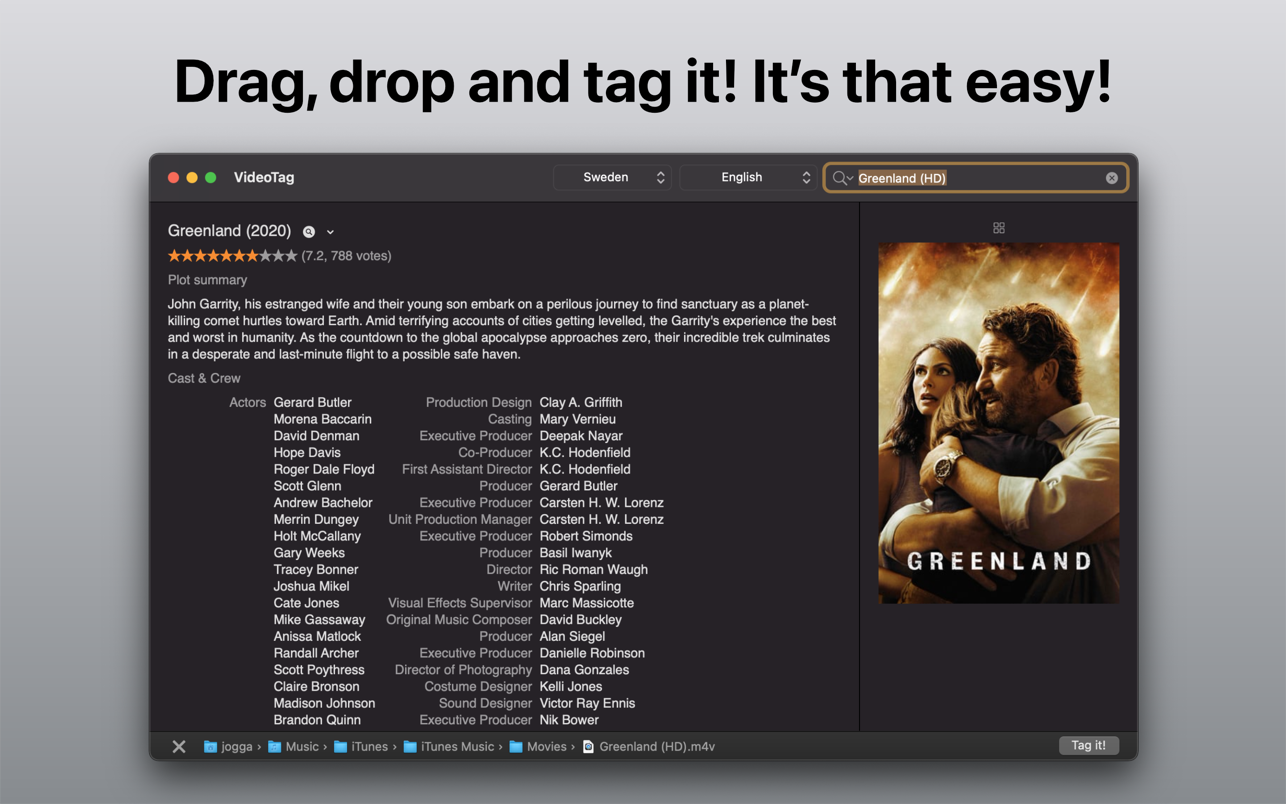 Drag, drop and tag it! It’s that easy!
VideoTag
Sweden
English
Greenland (HD)
Greenland (2020)
(7.2, 788 votes)
Plot summary
John Garrity, his estranged wife and their young son embark on a perilous journey to find sanctuary as a planet-
killing comet hurtles toward Earth. Amid terrifying accounts of cities getting levelled, the Garrity's experience the best
and worst in humanity. As the countdown to the global apocalypse approaches zero, their incredible trek culminates
in a desperate and last-minute flight to a possible safe haven.
Cast & Crew
Actors Gerard Butler Production Design Clay A. Griffith
Morena Baccarin Casting Mary Vernieu
David Denman Executive Producer Deepak Nayar
Hope Davis Co-Producer K.C. Hodenfield
Roger Dale Floyd First Assistant Director K.C. Hodenfield
Scott Glenn Producer Gerard Butler
Andrew Bachelor Executive Producer Carsten H. W. Lorenz
Merrin Dungey Unit Production Manager Carsten H. W. Lorenz
Holt McCallany Executive Producer Robert Simonds
Gary Weeks Producer Basil Iwanyk
Tracey Bonner Director Ric Roman Waugh
Joshua Mikel Writer Chris Sparling
Cate Jones Visual Effects Supervisor Marc Massicotte
Mike Gassaway Original Music Composer David Buckley
Anissa Matlock Producer Alan Siegel
Randall Archer Executive Producer Danielle Robinson
Scott Poythress Director of Photography Dana Gonzales
Claire Bronson Costume Designer Kelli Jones
Madison Johnson Sound Designer Victor Ray Ennis
Brandon Quinn Executive Producer Nik Bower
GREENLAND
jogga › Music › iTunes › iTunes Music › Movies › Greenland (HD).m4v
Tag it!